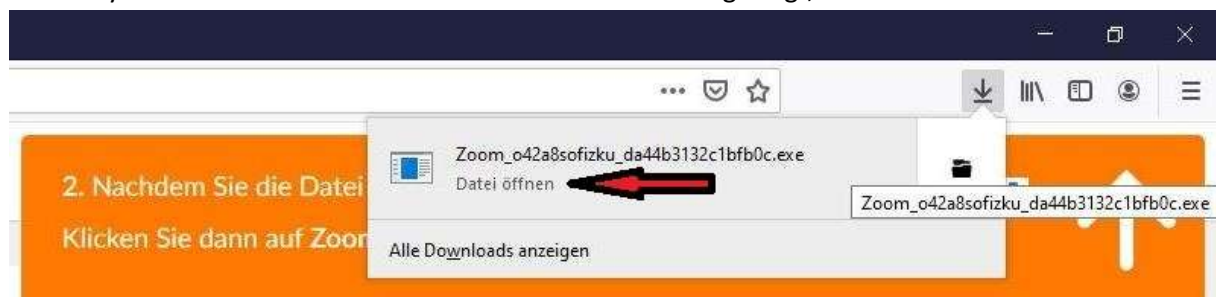 Zoom_o42a8sofizku_da44b3132c1bfb0c.exe
Datei öffnen
2. Nachdem Sie die Datei
Zoom_o42a8sofizku_da44b3132c1bfb0c.exe
Klicken Sie dann auf Zoom
Alle Downloads anzeigen